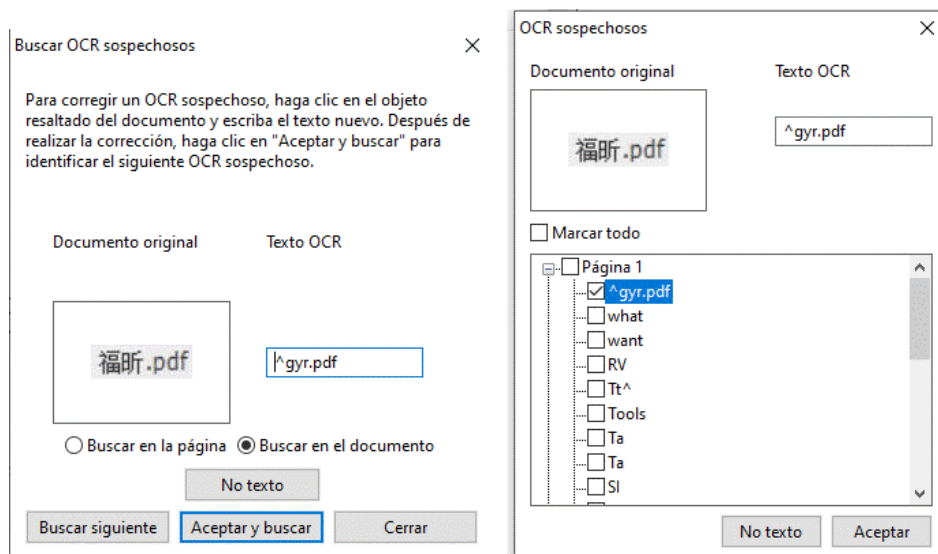 Buscar OCR sospechosos
Para corregir un OCR sospechoso, haga clic en el objeto
resaltado del documento y escriba el texto nuevo. Después de
realizar la corrección, haga clic en "Aceptar y buscar" para
identificar el siguiente OCR sospechoso.
Documento original Texto OCR
福昕.pdf
^gyr.pdf
Buscar en la página Buscar en el documento
No texto
Buscar siguiente Aceptar y buscar Cerrar
OCR sospechosos
Documento original Texto OCR
福昕.pdf
^gyr.pdf
Marcar todo
Página 1
^gyr.pdf
what
want
RV
Tt^
Tools
Ta
Ta
SI
No texto Aceptar